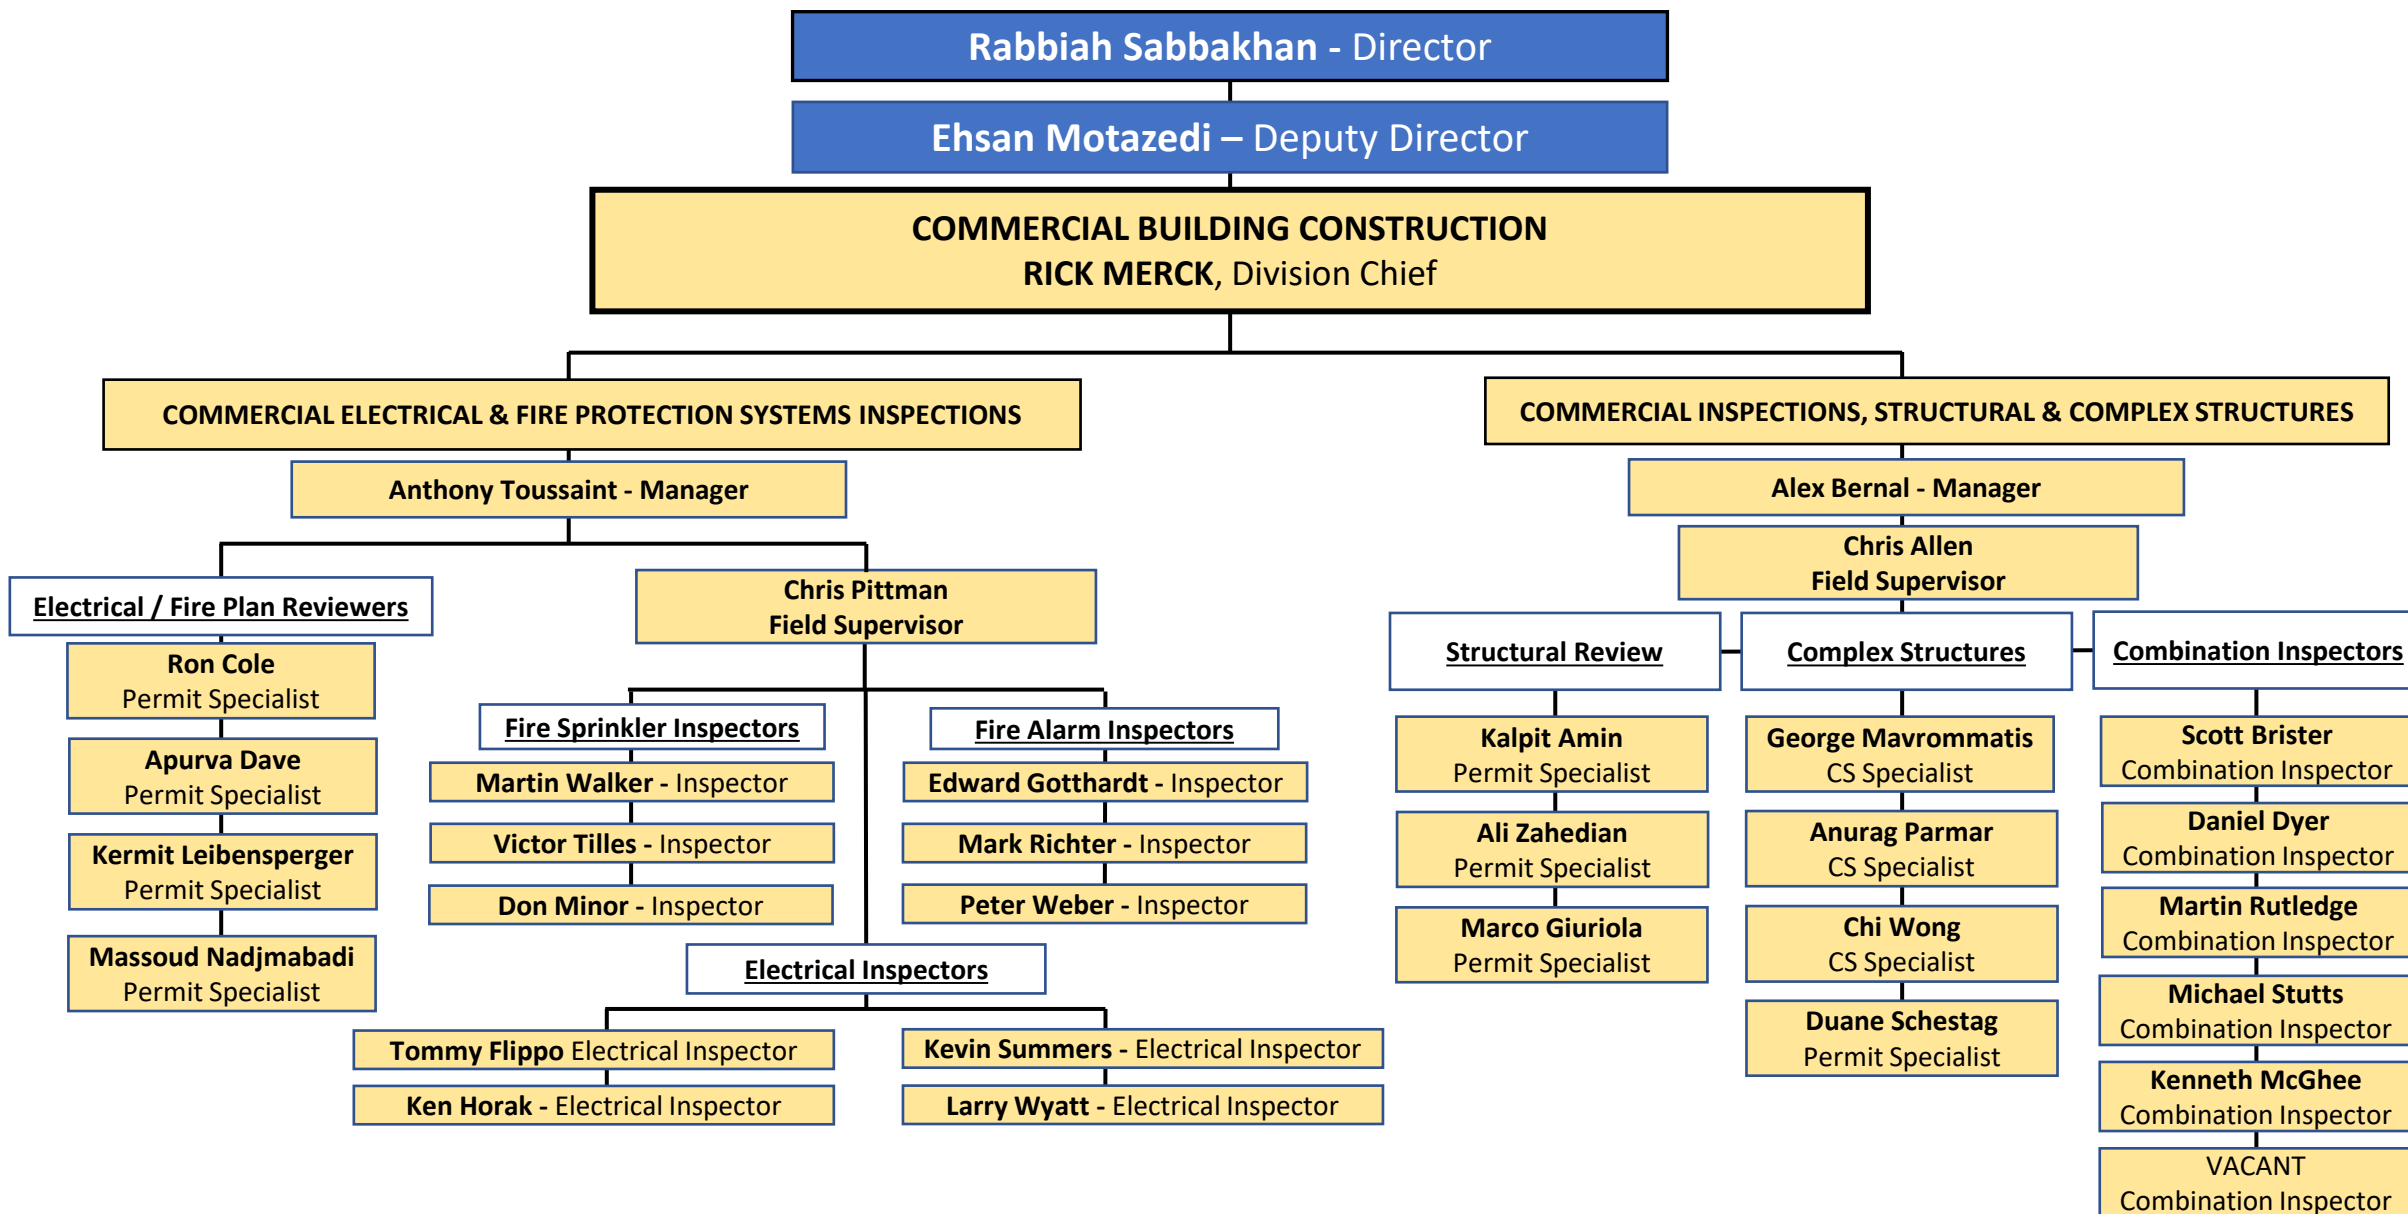 Rabbiah Sabbakhan - Director
Ehsan Motazedi – Deputy Director
COMMERCIAL BUILDING CONSTRUCTION
RICK MERCK, Division Chief
COMMERCIAL ELECTRICAL & FIRE PROTECTION SYSTEMS INSPECTIONS
Anthony Toussaint - Manager
Electrical / Fire Plan Reviewers
Ron Cole
Permit Specialist
Apurva Dave
Permit Specialist
Kermit Leibensperger
Permit Specialist
Massoud Nadjmabadi
Permit Specialist
Chris Pittman
Field Supervisor
Fire Sprinkler Inspectors
Martin Walker - Inspector
Victor Tilles - Inspector
Don Minor - Inspector
Fire Alarm Inspectors
Edward Gotthardt - Inspector
Mark Richter - Inspector
Peter Weber - Inspector
Electrical Inspectors
Tommy Flippo Electrical Inspector
Ken Horak - Electrical Inspector
Kevin Summers - Electrical Inspector
Larry Wyatt - Electrical Inspector
COMMERCIAL INSPECTIONS, STRUCTURAL & COMPLEX STRUCTURES
Alex Bernal - Manager
Chris Allen
Field Supervisor
Structural Review
Kalpit Amin
Permit Specialist
Ali Zahedian
Permit Specialist
Marco Giuriola
Permit Specialist
Complex Structures
George Mavrommatis
CS Specialist
Anurag Parmar
CS Specialist
Chi Wong
CS Specialist
Duane Schestag
Permit Specialist
Combination Inspectors
Scott Brister
Combination Inspector
Daniel Dyer
Combination Inspector
Martin Rutledge
Combination Inspector
Michael Stutts
Combination Inspector
Kenneth McGhee
Combination Inspector
VACANT
Combination Inspector